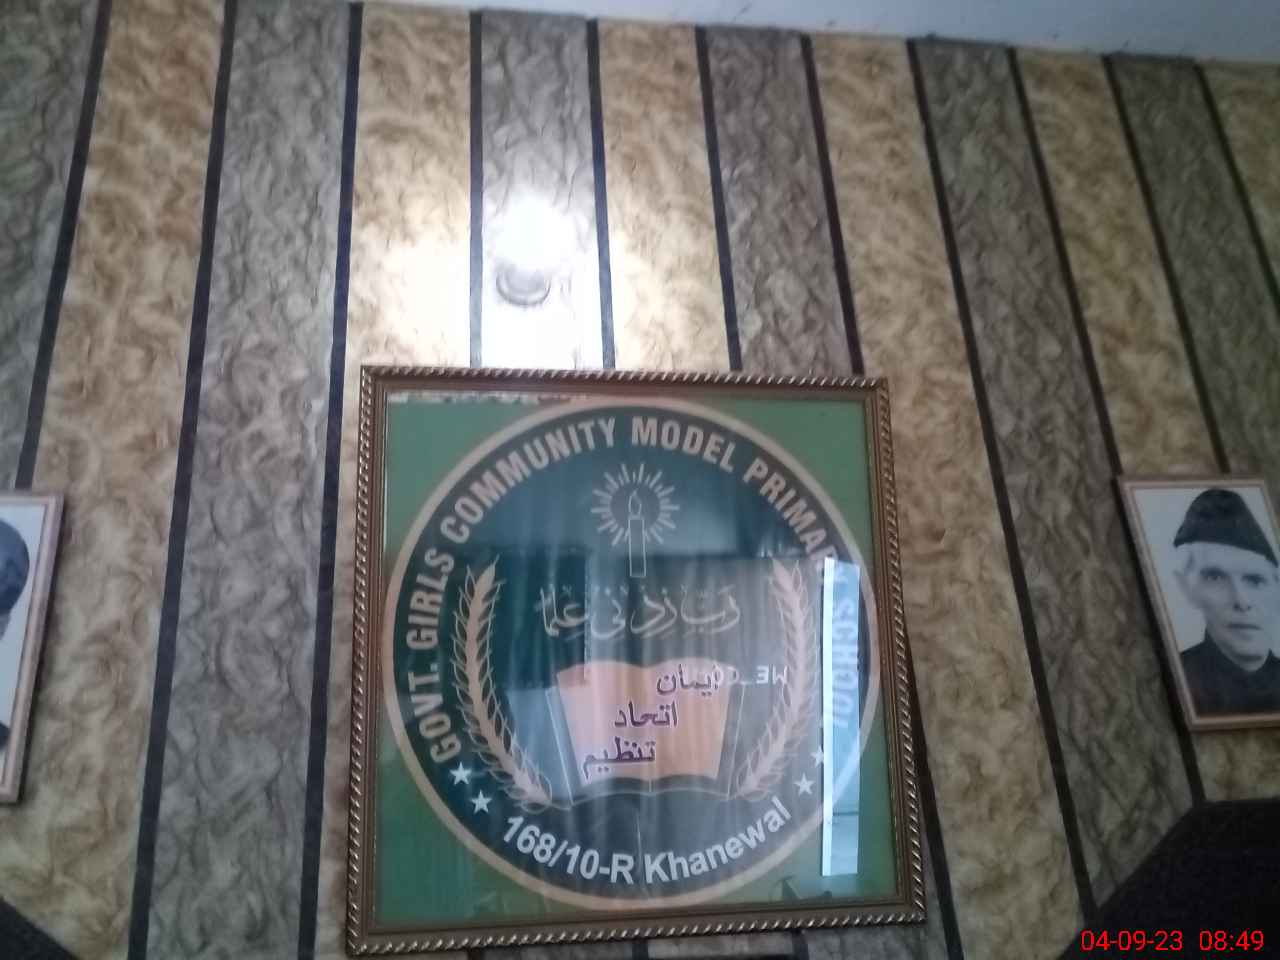 GOVT. GIRLS COMMUNITY MODEL PRIMARY SCHOOL
رب زدنی علما
ایمان
اتحاد
تنظیم
168/10-R Khanewal
04-09-23 08:49